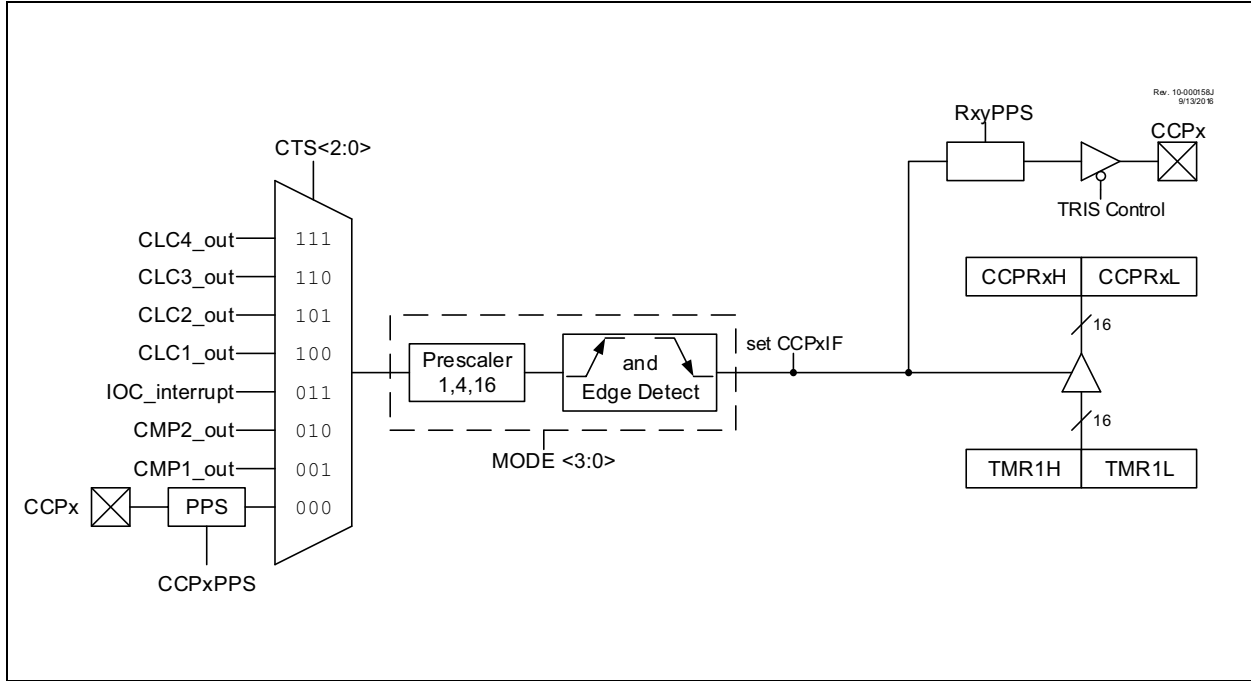 Rev. 10-000158J
9/13/2016
RxyPPS
CCPx
TRIS Control
CTS<2:0>
CLC4_out 111
CLC3_out 110
CLC2_out 101
CLC1_out 100
IOC_interrupt 011
CMP2_out 010
CMP1_out 001
CCPx PPS 000
CCPxPPS
Prescaler
1,4,16
and
Edge Detect
MODE <3:0>
set CCPxIF
CCPRxH CCPRxL
16
16
TMR1H TMR1L